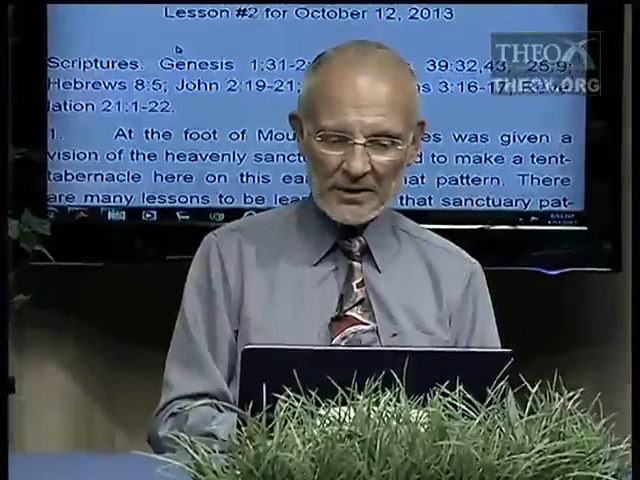 Lesson #2 for October 12, 2013
THEO
THEOX.ORG
Scriptures: Genesis 1:31-2 39:32,43; 25:9;
Hebrews 8:5; John 2:19-21; ns 3:16-17;
lation 21:1-22.
1. At the foot of Mou es was given a
vision of the heavenly sanct d to make a tent-
tabernacle here on this ear hat pattern. There
are many lessons to be lea that sanctuary pat-